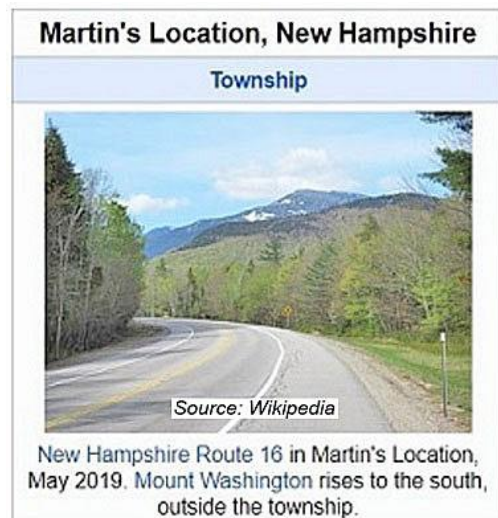 Martin's Location, New Hampshire
Township
Source: Wikipedia
New Hampshire Route 16 in Martin's Location,
May 2019. Mount Washington rises to the south,
outside the township.